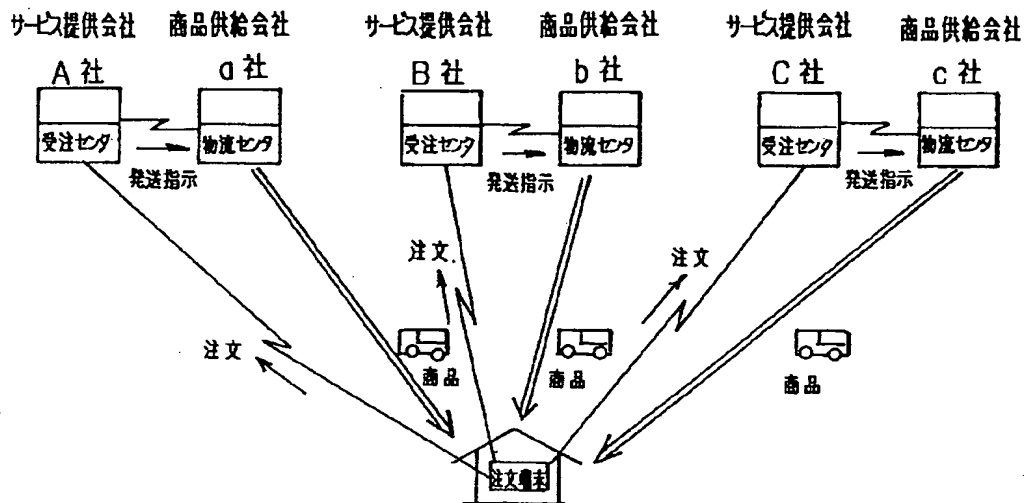 サービス提供会社 商品供給会社 サービス提供会社 商品供給会社 サービス提供会社 商品供給会社
A社 a社 B社 b社 C社 c社
受注センタ 物流センタ 受注センタ 物流センタ 受注センタ 物流センタ
発送指示 発送指示 発送指示
注文 注文
注文
商品 商品 商品
注文端末